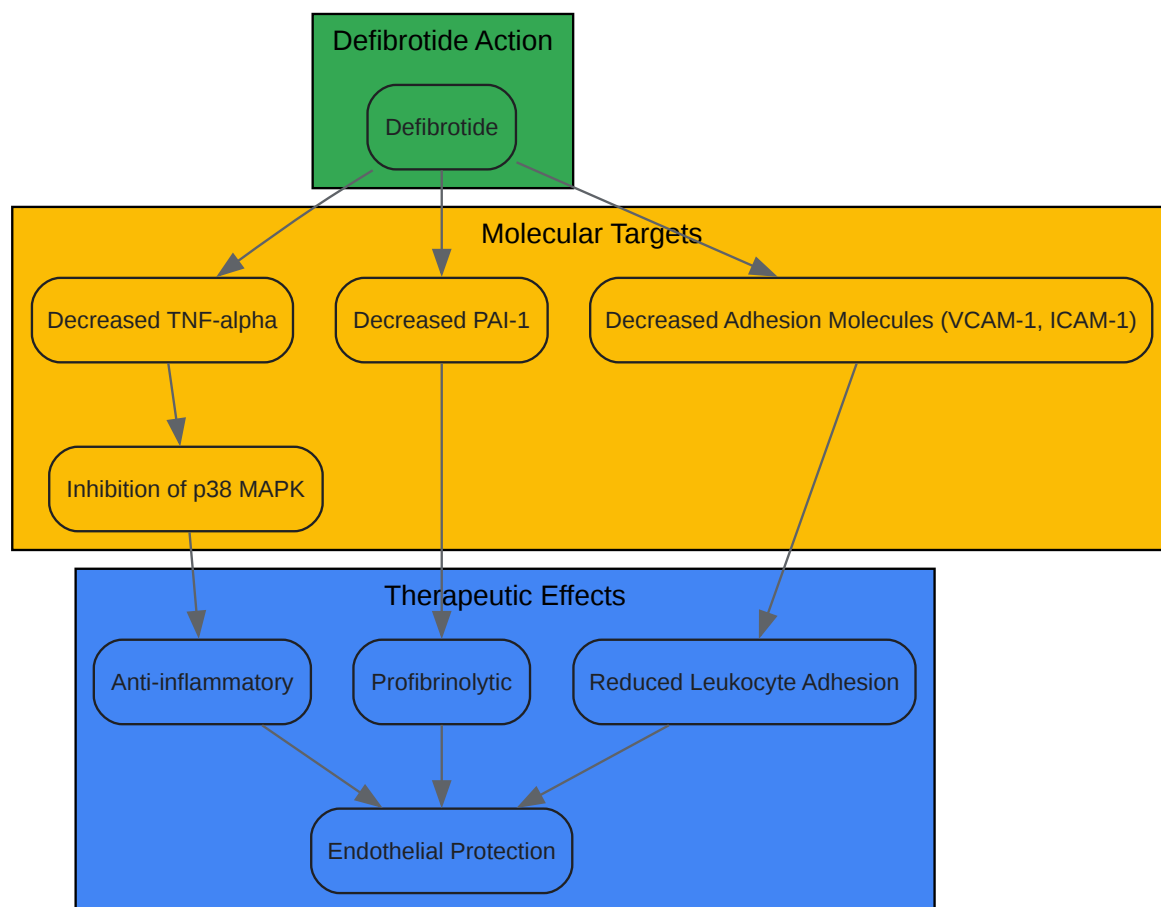 Defibrotide Action
Defibrotide
Molecular Targets
Decreased TNF-alpha
Decreased PAI-1
Decreased Adhesion Molecules (VCAM-1, ICAM-1)
Inhibition of p38 MAPK
Therapeutic Effects
Anti-inflammatory
Profibrinolytic
Reduced Leukocyte Adhesion
Endothelial Protection